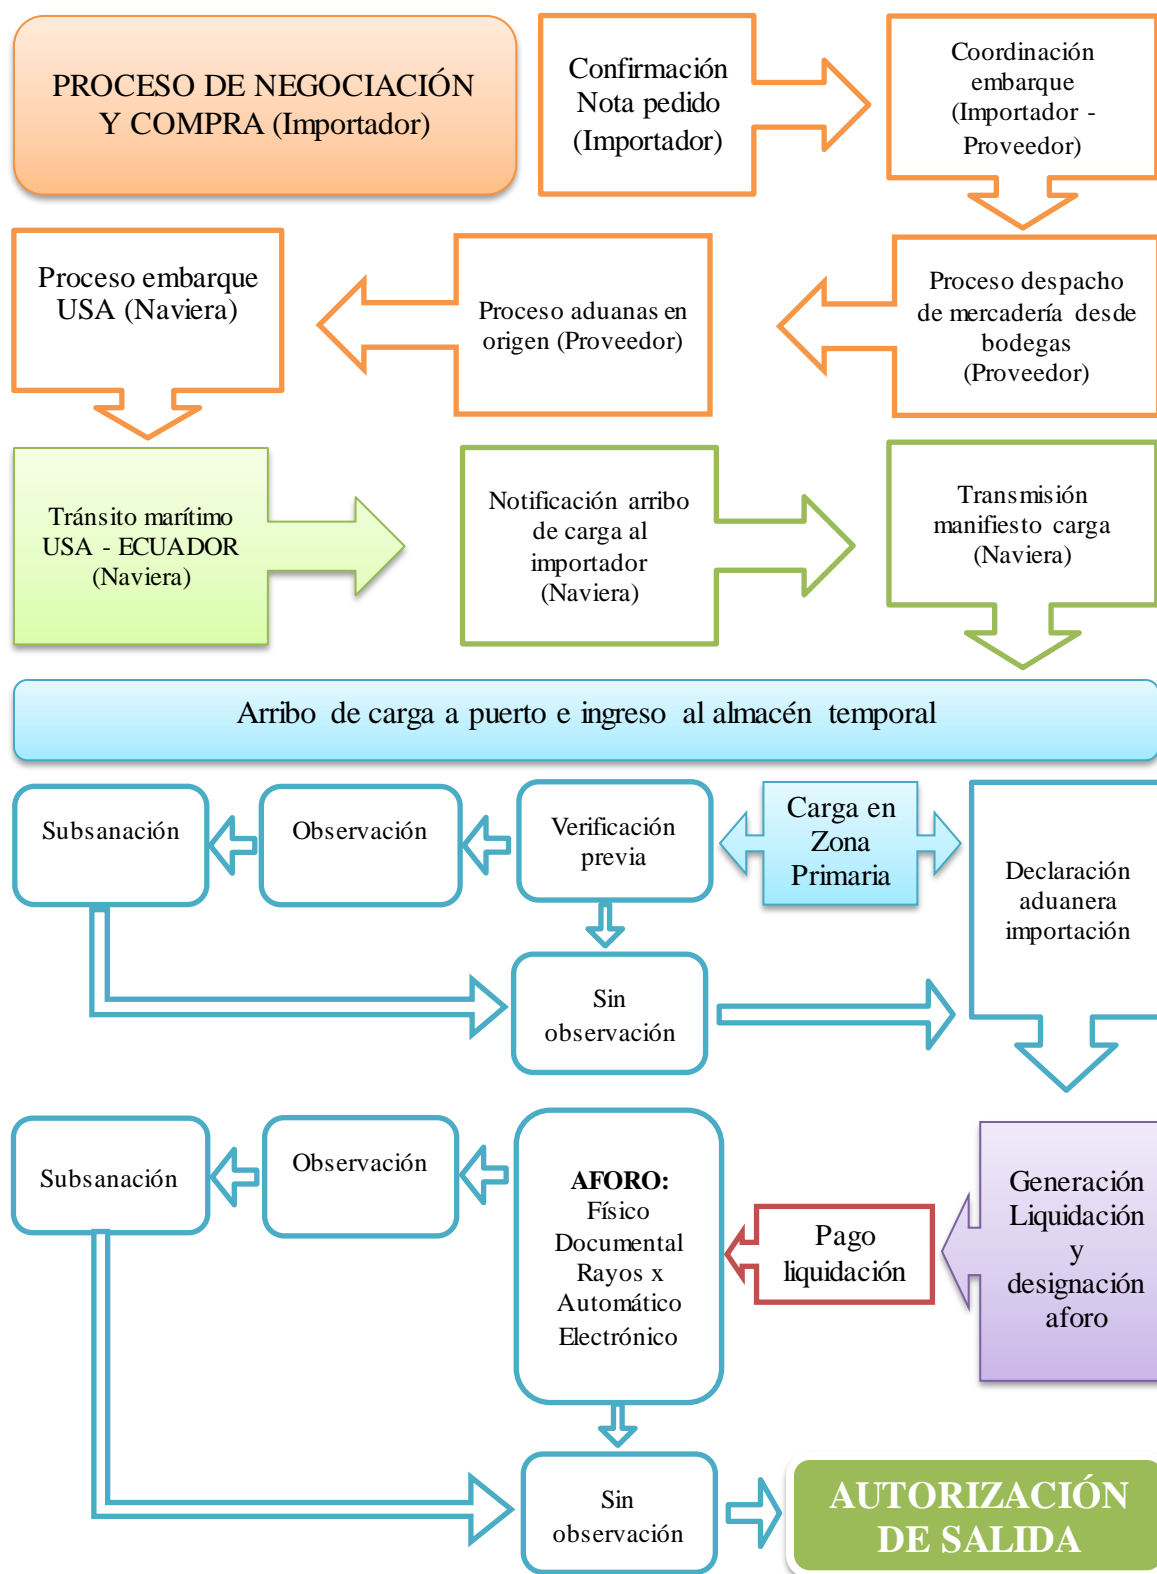 PROCESO DE NEGOCIACIÓN
Y COMPRA (Importador)
Confirmación
Nota pedido
(Importador)
Coordinación
embarque
(Importador -
Proveedor)
Proceso embarque
USA (Naviera)
Proceso aduanas en
origen (Proveedor)
Proceso despacho
de mercadería desde
bodegas
(Proveedor)
Tránsito marítimo
USA - ECUADOR
(Naviera)
Notificación arribo
de carga al
importador
(Naviera)
Transmisión
manifiesto carga
(Naviera)
Arribo de carga a puerto e ingreso al almacén temporal
Subsanación
Observación
Verificación
previa
Carga en
Zona
Primaria
Declaración
aduanera
importación
Sin
observación
Subsanación
Observación
AFORO:
Físico
Documental
Rayos x
Automático
Electrónico
Pago
liquidación
Generación
Liquidación
y
designación
aforo
Sin
observación
AUTORIZACIÓN
DE SALIDA